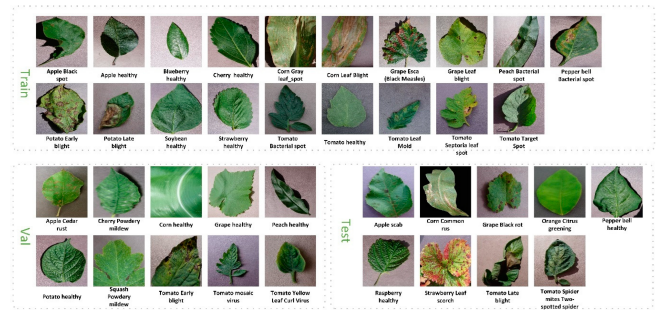 Train
Apple Black
spot
Apple healthy
Blueberry
healthy
Cherry healthy
Corn Gray
leaf_spot
Corn Leaf Blight
Grape Esca
(Black Measles)
Grape Leaf
blight
Peach Bacterial
spot
Pepper bell
Bacterial spot
Potato Early
blight
Potato Late
blight
Soybean
healthy
Strawberry
healthy
Tomato
Bacterial spot
Tomato healthy
Tomato Leaf
Mold
Tomato
Septoria leaf
spot
Tomato Target
Spot
Val
Apple Cedar
rust
Cherry Powdery
mildew
Corn healthy
Grape healthy
Peach healthy
Potato healthy
Squash
Powdery
mildew
Tomato Early
blight
Tomato mosaic
virus
Tomato Yellow
Leaf Curl Virus
Test
Apple scab
Corn Common
rus
Grape Black rot
Orange Citrus
greening
Pepper bell
healthy
Raspberry
healthy
Strawberry Leaf
scorch
Tomato Late
blight
Tomato Spider
mites Two-
spotted spider